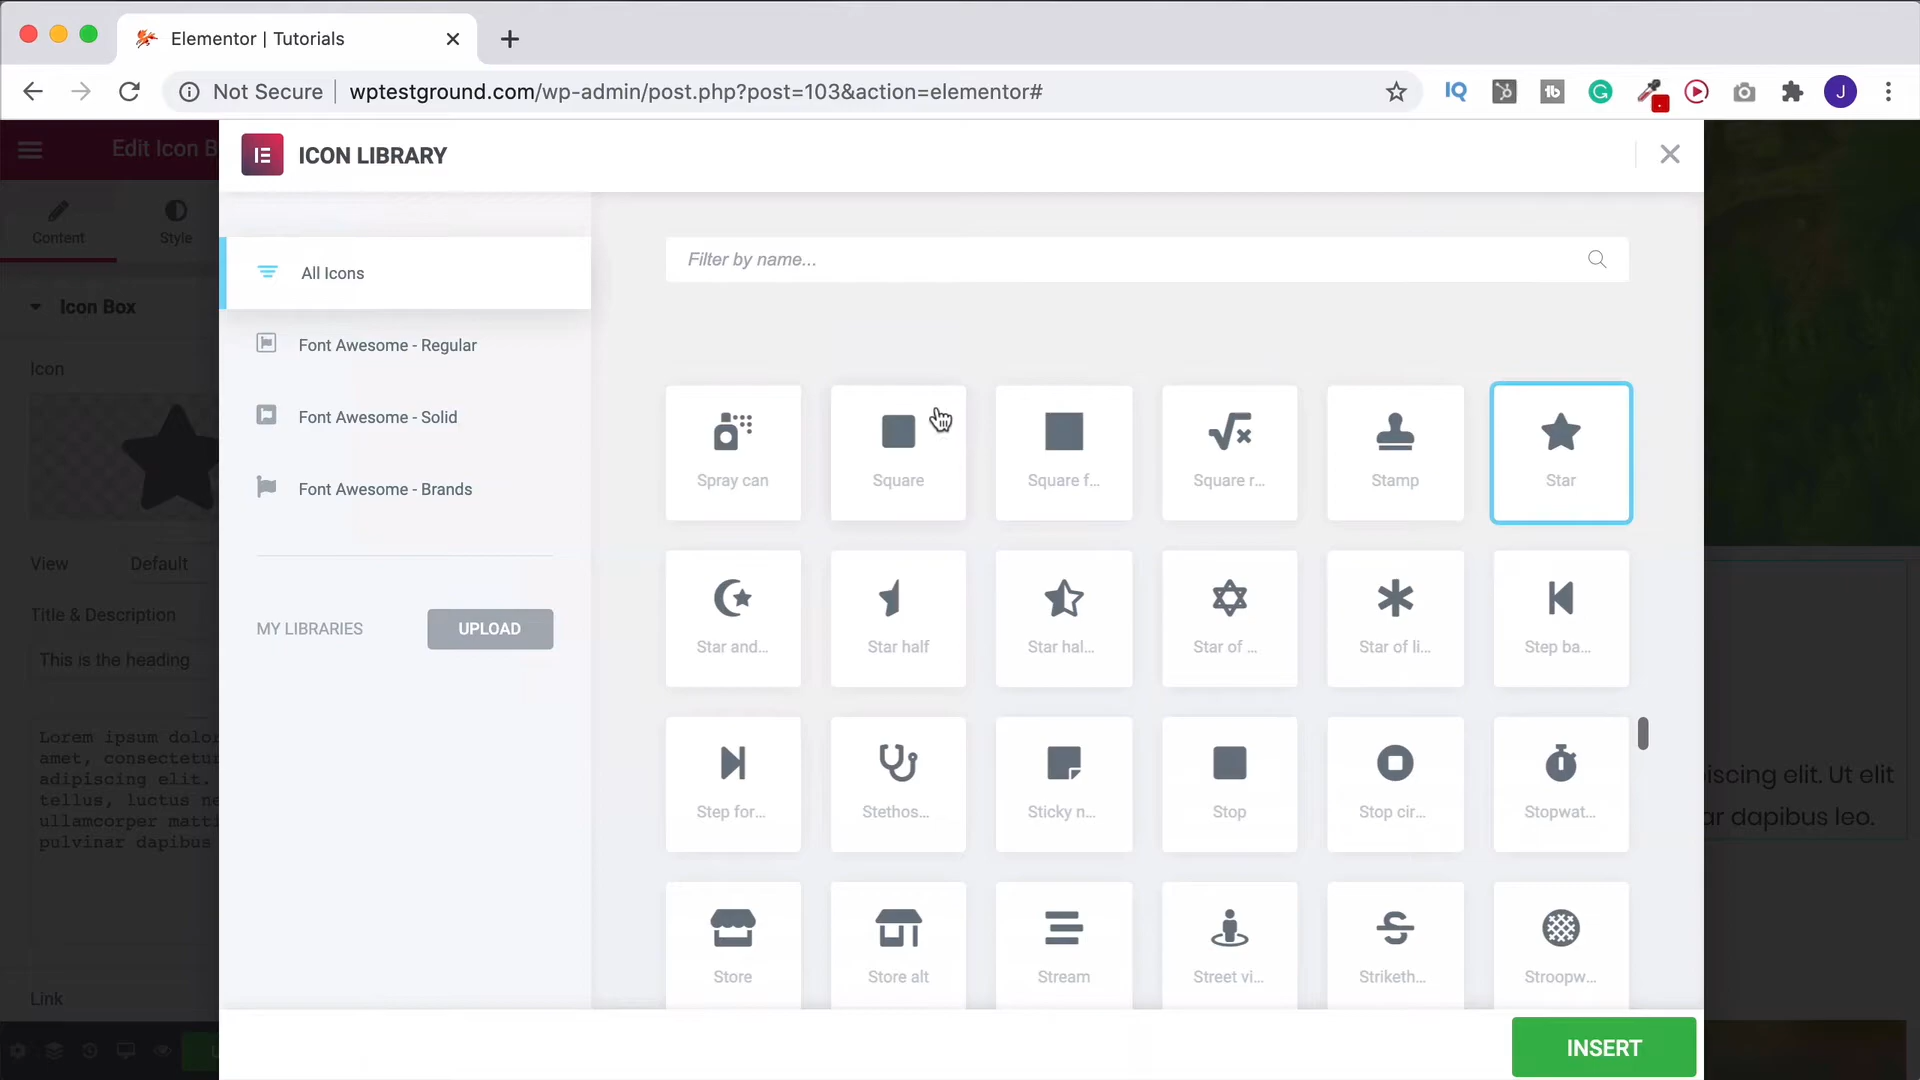 Elementor | Tutorials
Not Secure
wptestground.com/wp-admin/post.php?post=103&action=elementor#
J
Edit Icon B
Content
Style
Icon Box
Icon
View
Default
Title & Description
This is the heading
Lorem ipsum dolor
amet, consectetur
adipiscing elit.
tellus, luctus ne
ullamcorper matti
pulvinar dapibus
Link
ICON LIBRARY
All Icons
Font Awesome - Regular
Font Awesome - Solid
Font Awesome - Brands
MY LIBRARIES
UPLOAD
Filter by name...
Spray can
Square
Square f...
Square r...
Stamp
Star
Star and...
Star half
Star hal...
Star of ...
Star of li...
Step ba...
Step for...
Stethos...
Sticky n...
Stop
Stop cir...
Stopwat...
Store
Store alt
Stream
Street vi...
Striketh...
Stroopw...
INSERT
iscing elit. Ut elit
ar dapibus leo.